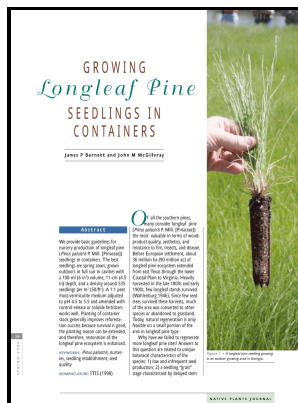 GROWING
Longleaf Pine
SEEDLINGS IN
CONTAINERS
James P Barnett and John M McGilvray
Abstract
We provide basic guidelines for
nursery production of longleaf pine
(Pinus palustris P. Mill. [Pinaceae])
seedlings in containers. The best
seedlings are spring sown, grown
outdoors in full sun in cavities with
a 100 ml (6 in³) volume, 11-cm (4.5
in) depth, and a density around 535
seedlings per m² (50/ft²). A 1:1 peat
moss:vermiculite medium adjusted
to pH 4.5 to 5.5 and amended with
control-release or soluble fertilizers
works well. Planting of container
stock generally improves reforesta-
tion success because survival is good,
the planting season can be extended,
and therefore, restoration of the
longleaf pine ecosystem is enhanced.
KEYWORDS: Pinus palustris, nurser-
ies, seedling establishment, seed
quality
NOMENCLATURE: ITIS (1998)
Of all the southern pines,
many consider longleaf pine
(Pinus palustris P. Mill. [Pinaceae])
the most valuable in terms of wood
product quality, aesthetics, and
resistance to fire, insects, and disease.
Before European settlement, about
36 million ha (90 million ac) of
longleaf pine ecosystem extended
from east Texas through the lower
Coastal Plain to Virginia. Heavily
harvested in the late 1800s and early
1900s, few longleaf stands survived
(Wahlenberg 1946). Since few seed
trees survived these harvests, much
of the area was converted to other
species or abandoned to grassland.
Today, natural regeneration is only
feasible on a small portion of the
area in longleaf type.
Why have we failed to regenerate
more longleaf pine sites? Answers to
this question are related to unique
botanical characteristics of the
species: 1) low and infrequent seed
production; 2) a seedling "grass"
stage characterized by delayed stem
Figure 1 • A longleaf pine seedling growing
in an outdoor growing area in Georgia.
SPRING
NATIVE PLANTS JOURNAL